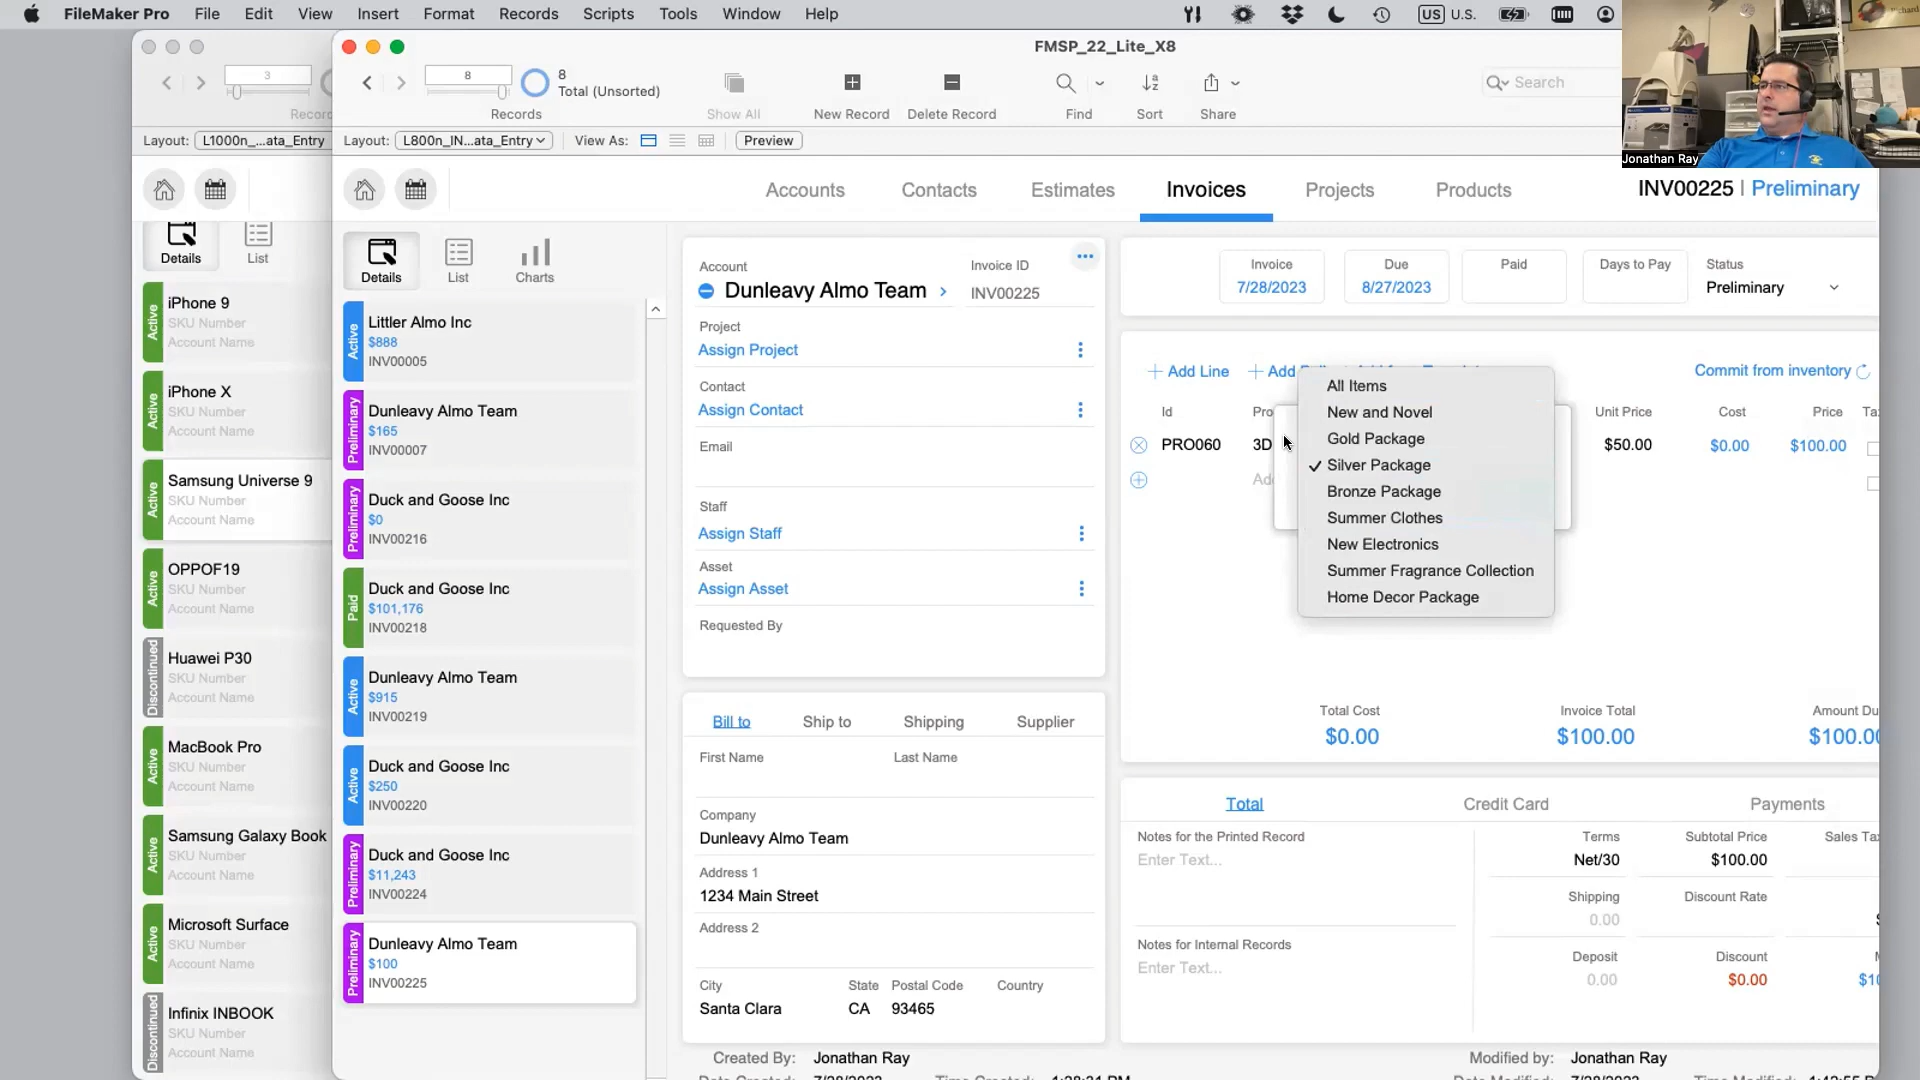 FileMaker Pro File Edit View Insert Format Records Scripts Tools Window Help US U.S.
FMSP_22_Lite_X8
3
8
8
Total (Unsorted)
Search
Records Show All New Record Delete Record Find Sort Share
Layout: L1000n_...ata_Entry
Layout: L800n_IN...ata_Entry View As: Preview
Jonathan Ray
Accounts Contacts Estimates Invoices Projects Products
INV00225 | Preliminary
Details List
Details List Charts
Active
iPhone 9
SKU Number
Account Name
Active
iPhone X
SKU Number
Account Name
Active
Samsung Universe 9
SKU Number
Account Name
Active
OPPOF19
SKU Number
Account Name
Discontinued
Huawei P30
SKU Number
Account Name
Active
MacBook Pro
SKU Number
Account Name
Active
Samsung Galaxy Book
SKU Number
Account Name
Active
Microsoft Surface
SKU Number
Account Name
Discontinued
Infinix INBOOK
SKU Number
Account Name
Active
Littler Almo Inc
$888
INV00005
Preliminary
Dunleavy Almo Team
$165
INV00007
Preliminary
Duck and Goose Inc
$0
INV00216
Paid
Duck and Goose Inc
$101,176
INV00218
Active
Dunleavy Almo Team
$915
INV00219
Active
Duck and Goose Inc
$250
INV00220
Preliminary
Duck and Goose Inc
$11,243
INV00224
Preliminary
Dunleavy Almo Team
$100
INV00225
Account
Dunleavy Almo Team
Invoice ID
INV00225
Project
Assign Project
Contact
Assign Contact
Email
Staff
Assign Staff
Asset
Assign Asset
Requested By
Bill to Ship to Shipping Supplier
First Name Last Name
Company
Dunleavy Almo Team
Address 1
1234 Main Street
Address 2
City State Postal Code Country
Santa Clara CA 93465
Created By: Jonathan Ray
Invoice Due Paid Days to Pay Status
7/28/2023 8/27/2023 Preliminary
Add Line Add Commit from inventory
Id Pro Unit Price Cost Price
PRO060 3D $50.00 $0.00 $100.00
All Items
New and Novel
Gold Package
✓ Silver Package
Bronze Package
Summer Clothes
New Electronics
Summer Fragrance Collection
Home Decor Package
Total Cost Invoice Total Amount Du
$0.00 $100.00 $100.00
Total Credit Card Payments
Notes for the Printed Record
Enter Text...
Notes for Internal Records
Enter Text...
Terms Subtotal Price Sales Tax
Net/30 $100.00
Shipping Discount Rate
0.00
Deposit Discount
0.00 $0.00
Modified by: Jonathan Ray